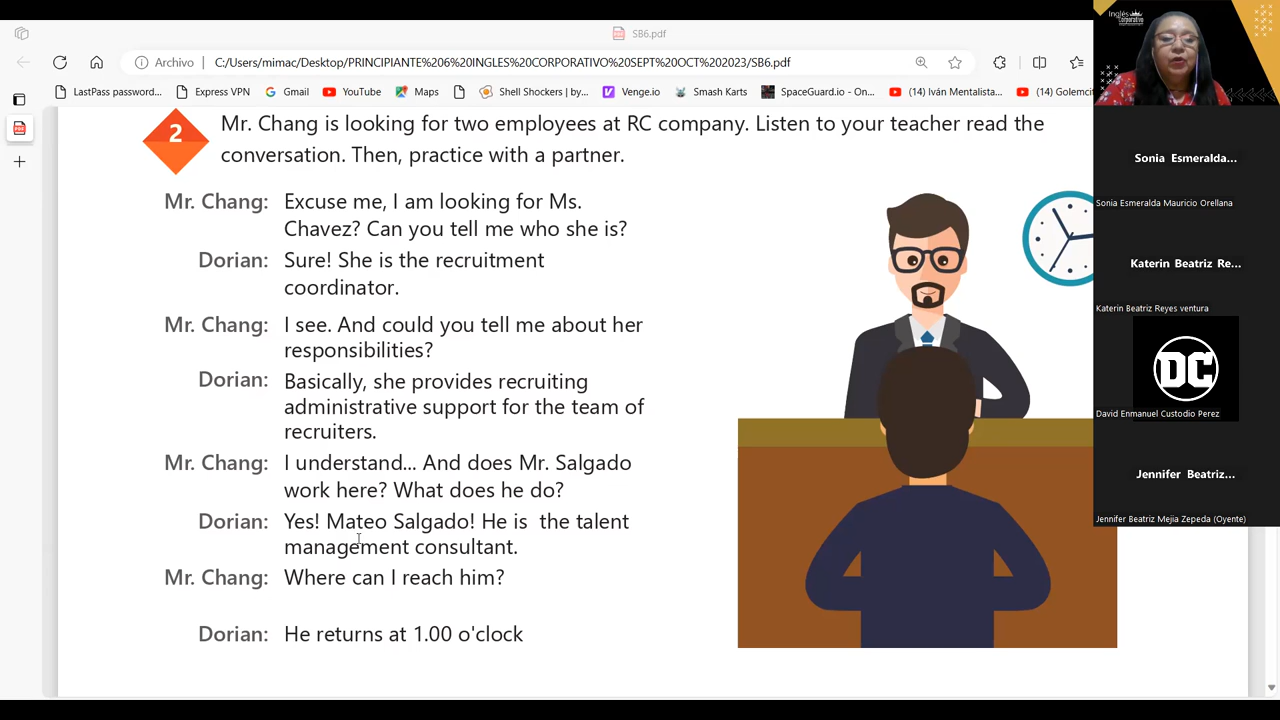 SB6.pdf
Archivo C:/Users/mimac/Desktop/PRINCIPIANTE%206%20INGLES%20CORPORATIVO%20SEPT%20OCT%202023/SB6.pdf
LastPass password... Express VPN Gmail YouTube Maps Shell Shockers | by... Venge.io Smash Karts SpaceGuard.io - On... (14) Iván Mentalista... (14) Golemcit
2
Mr. Chang is looking for two employees at RC company. Listen to your teacher read the
conversation. Then, practice with a partner.
Mr. Chang: Excuse me, I am looking for Ms.
Chavez? Can you tell me who she is?
Dorian: Sure! She is the recruitment
coordinator.
Mr. Chang: I see. And could you tell me about her
responsibilities?
Dorian: Basically, she provides recruiting
administrative support for the team of
recruiters.
Mr. Chang: I understand... And does Mr. Salgado
work here? What does he do?
Dorian: Yes! Mateo Salgado! He is the talent
management consultant.
Mr. Chang: Where can I reach him?
Dorian: He returns at 1.00 o'clock
Inglés
Corporativo
Sonia Esmeralda...
Sonia Esmeralda Mauricio Orellana
Katerin Beatriz Re...
Katerin Beatriz Reyes ventura
DC
David Enmanuel Custodio Perez
Jennifer Beatriz...
Jennifer Beatriz Mejia Zepeda (Oyente)